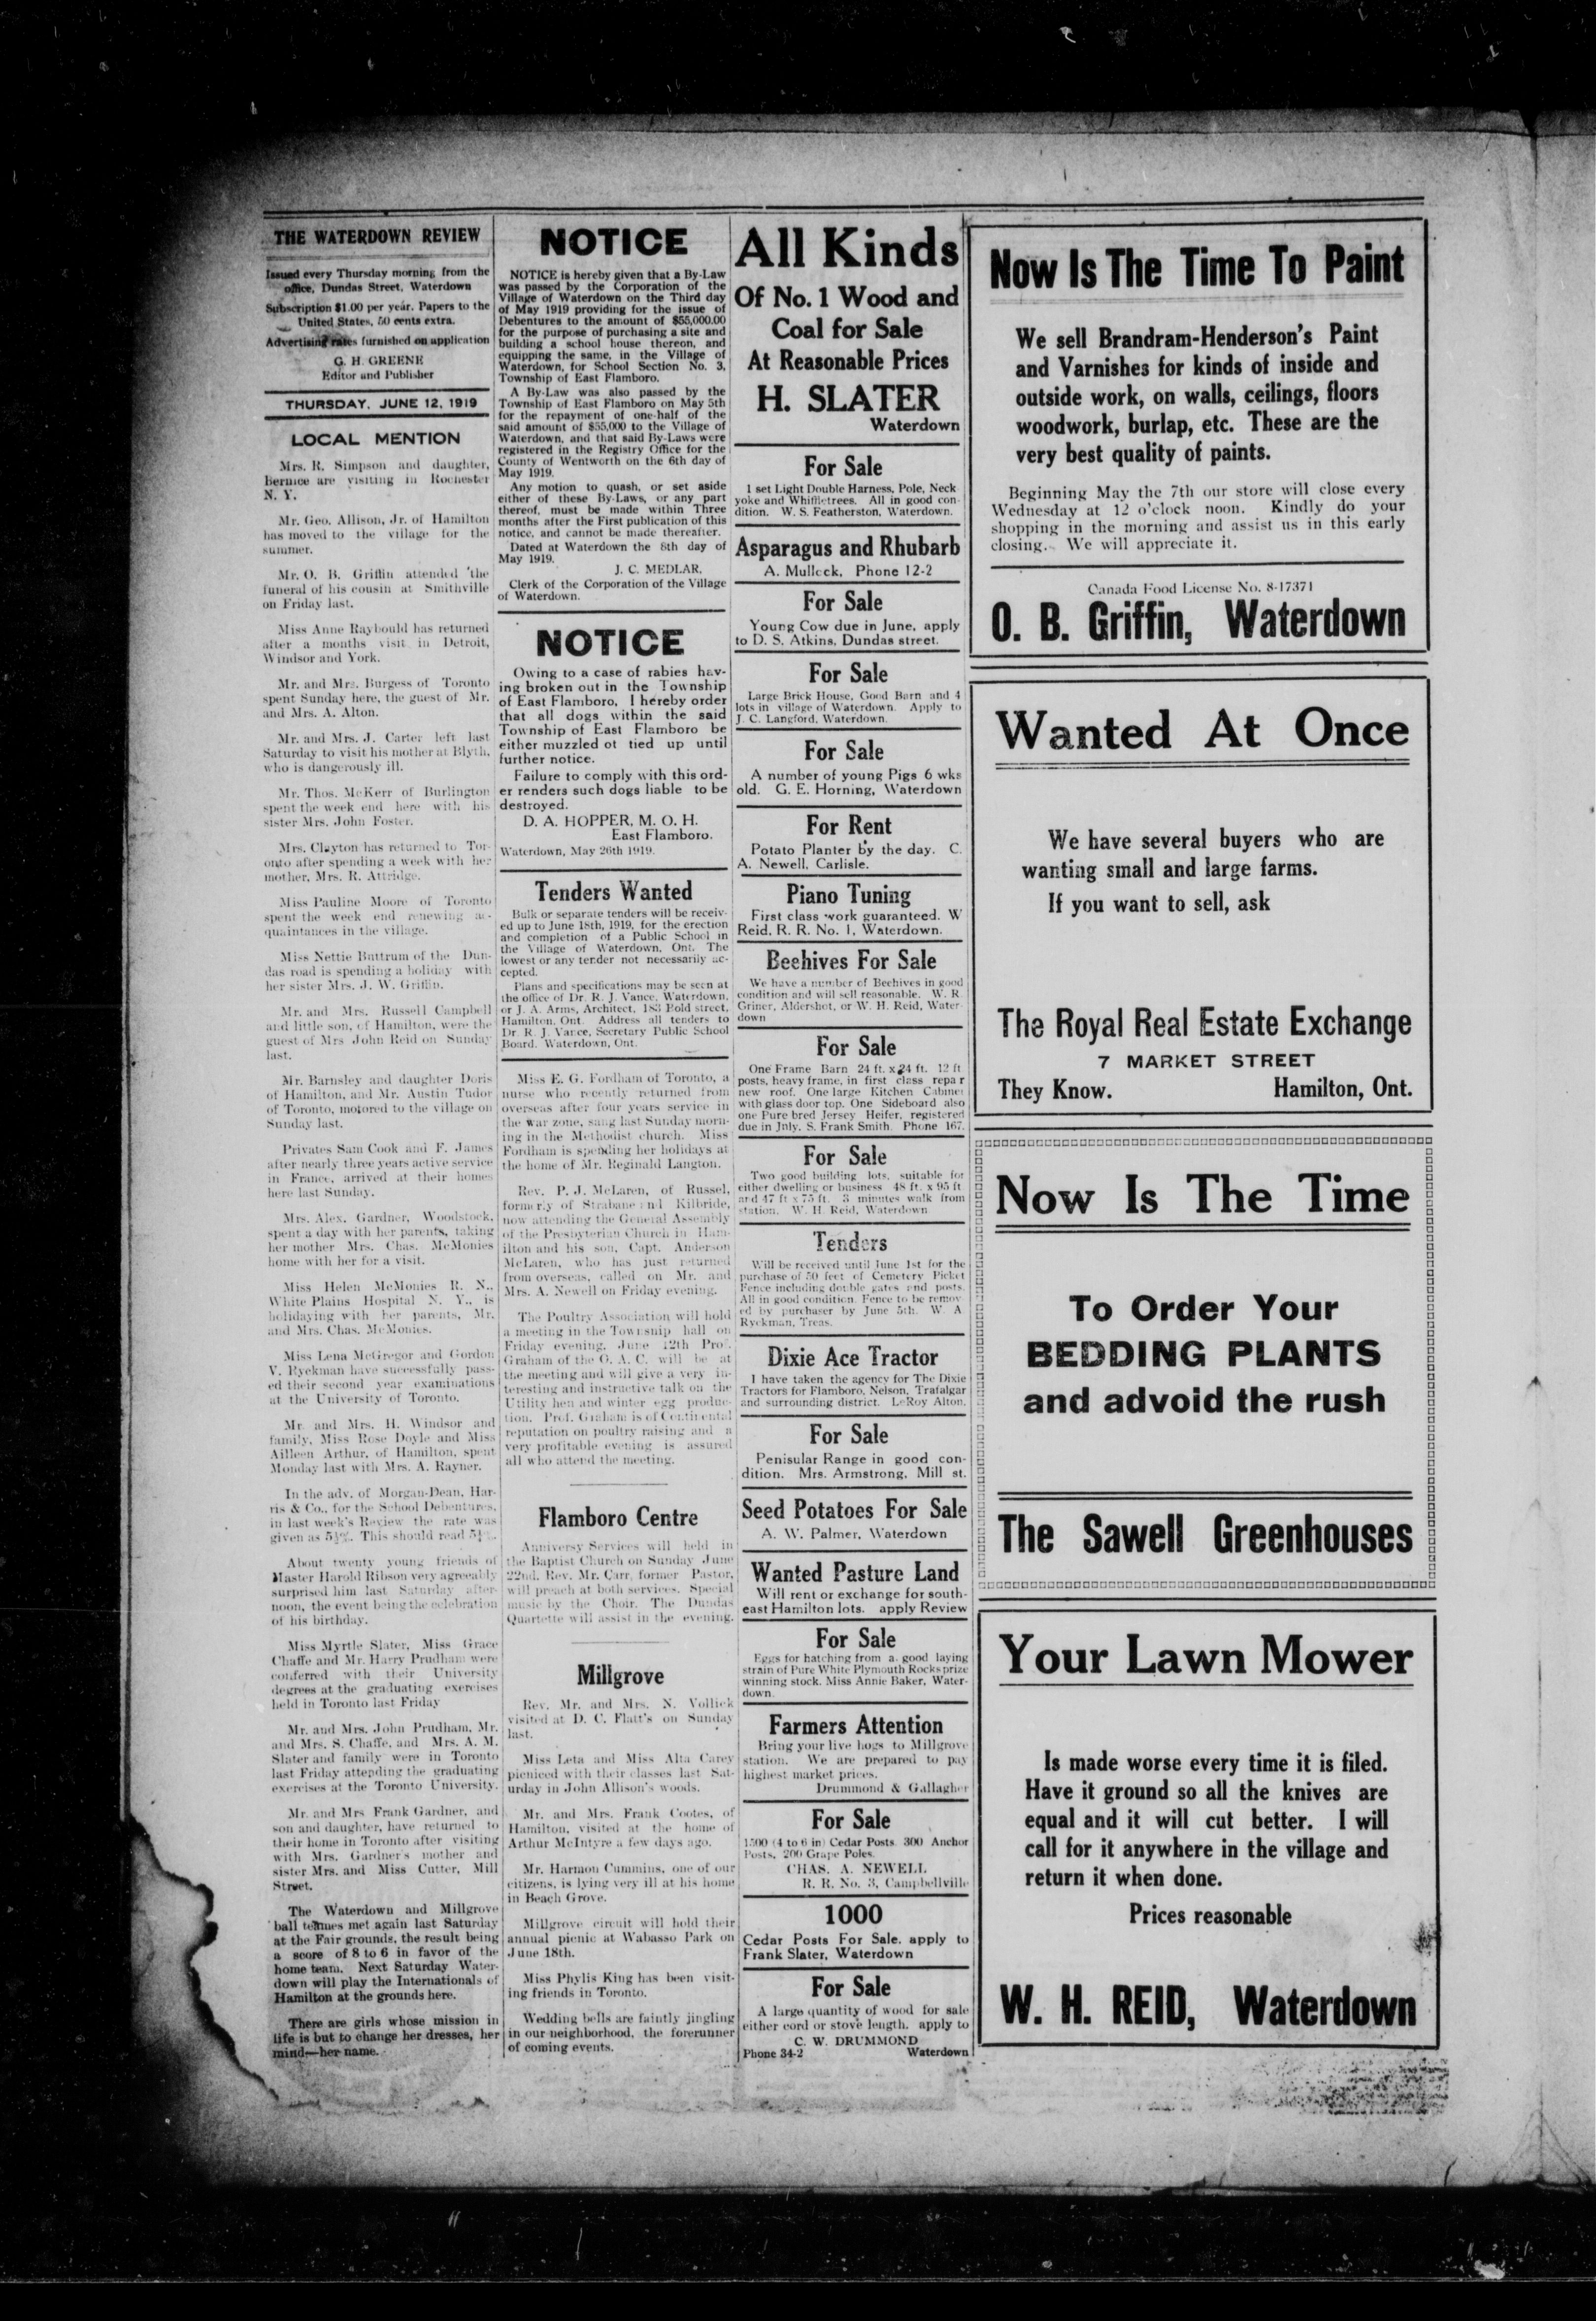 THE WATERDOWN REVIEW
Issued every Thursday morning from the
office, Dundas Street, Waterdown
Subscription $1.00 per year. Papers to the
United States, 50 cents extra.
Advertising rates furnished on application
G. H. GREENE
Editor and Publisher
THURSDAY, JUNE 12, 1919
LOCAL MENTION
Mrs. R. Simpson and daughter,
Bernice are visiting in Rochester
N. Y.
Mr. Geo. Allison, Jr. of Hamilton
has moved to the village for the
summer.
Mr. O. B. Griffin attended the
funeral of his cousin at Smithville
on Friday last.
Miss Anne Raybould has returned
after a months visit in Detroit,
Windsor and York.
Mr. and Mrs. Burgess of Toronto
spent Sunday here, the guest of Mr.
and Mrs. A. Alton.
Mr. and Mrs. J. Carter left last
Saturday to visit his mother at Blyth,
who is dangerously ill.
Mr. Thos. McKerr of Burlington
spent the week end here with his
sister Mrs. John Foster.
Mrs. Clayton has returned to Tor-
onto after spending a week with her
mother, Mrs. R. Attridge.
Miss Pauline Moore of Toronto
spent the week end renewing ac-
quaintances in the village.
Miss Nettie Buttrum of the Dun-
das road is spending a holiday with
her sister Mrs. J. W. Griffin.
Mr. and Mrs. Russell Campbell
and little son, of Hamilton, were the
guest of Mrs John Reid on Sunday
last.
Mr. Barnsley and daughter Doris
of Hamilton, and Mr. Austin Tudor
of Toronto, motored to the village on
Sunday last.
Privates Sam Cook and F. James
after nearly three years active service
in France, arrived at their homes
here last Sunday.
Mrs. Alex. Gardner, Woodstock,
spent a day with her parents, taking
her mother Mrs. Chas. McMonies
home with her for a visit.
Miss Helen McMonies R. N.,
White Plains Hospital N. Y., is
holidaying with her parents, Mr.
and Mrs. Chas. McMonies.
Miss Lena McGregor and Gordon
V. Ryckman have successfully pass-
ed their second year examinations
at the University of Toronto.
Mr. and Mrs. H. Windsor and
family, Miss Rose Doyle and Miss
Ailleen Arthur, of Hamilton, spent
Monday last with Mrs. A. Rayner.
In the adv. of Morgan-Dean, Har-
ris & Co., for the School Debentures,
in last week's Review the rate was
given as 5½%. This should read
About twenty young friends of
Master Harold Ribson very agreeably
surprised him last Saturday after-
noon, the event being the celebration
of his birthday.
Miss Myrtle Slater, Miss Grace
Chaffe and Mr. Harry Prudham were
conferred with their University
degrees at the graduating exercises
held in Toronto last Friday
Mr. and Mrs. John Prudham, Mr.
and Mrs. S. Chaffe, and Mrs. A. M.
Slater and family were in Toronto
last Friday attending the graduating
exercises at the Toronto University.
Mr. and Mrs Frank Gardner, and
son and daughter, have returned to
their home in Toronto after visiting
with Mrs. Gardner's mother and
sister Mrs. and Miss Cutter, Mill
Street.
The Waterdown and Millgrove
ball teames met again last Saturday
at the Fair grounds, the result being
a score of 8 to 6 in favor of the
home team. Next Saturday Water-
down will play the Internationals of
Hamilton at the grounds here.
There are girls whose mission in
life is but to change her dresses, her
mind—her name.
NOTICE
NOTICE is hereby given that a By-Law
was passed by the Corporation of the
Village of Waterdown on the Third day
of May 1919 providing for the issue of
Debentures to the amount of $55,000.00
for the purpose of purchasing a site and
building a school house thereon, and
equipping the same, in the Village of
Waterdown, for School Section No. 3,
Township of East Flamboro.
A By-Law was also passed by the
Township of East Flamboro on May 5th
for the repayment of one-half of the
said amount of $55,000 to the Village of
Waterdown, and that said By-Laws were
registered in the Registry Office for the
County of Wentworth on the 6th day of
May 1919.
Any motion to quash, or set aside
either of these By-Laws, or any part
thereof, must be made within Three
months after the First publication of this
notice, and cannot be made thereafter.
Dated at Waterdown the 8th day of
May 1919.
J. C. MEDLAR,
Clerk of the Corporation of the Village
of Waterdown.
NOTICE
Owing to a case of rabies hav-
ing broken out in the Township
of East Flamboro, I hereby order
that all dogs within the said
Township of East Flamboro be
either muzzled ot tied up until
further notice.
Failure to comply with this ord-
er renders such dogs liable to be
destroyed.
D. A. HOPPER, M. O. H.
East Flamboro.
Waterdown, May 26th 1919.
Tenders Wanted
Bulk or separate tenders will be receiv-
ed up to June 18th, 1919, for the erection
and completion of a Public School in
the Village of Waterdown, Ont. The
lowest or any tender not necessarily ac-
cepted.
Plans and specifications may be seen at
the office of Dr. R. J. Vance, Waterdown,
or J. A. Arms, Architect, 183 Bold street,
Hamilton, Ont. Address all tenders to
Dr. R. J. Vance, Secretary Public School
Board, Waterdown, Ont.
Miss E. G. Fordham of Toronto, a
nurse who recently returned from
overseas after four years service in
the war zone, sang last Sunday morn-
ing in the Methodist church. Miss
Fordham is spending her holidays at
the home of Mr. Reginald Langton.
Rev. P. J. McLaren, of Russel,
formerly of Strabane and Kilbride,
now attending the General Assembly
of the Presbyterian Church in Ham-
ilton and his son, Capt. Anderson
McLaren, who has just returned
from overseas, called on Mr. and
Mrs. A. Newell on Friday evening.
The Poultry Association will hold
a meeting in the Township hall on
Friday evening, June 12th Prof.
Graham of the O. A. C. will be at
the meeting and will give a very in-
teresting and instructive talk on the
Utility hen and winter egg produc-
tion. Prof. Graham is of Continental
reputation on poultry raising and a
very profitable evening is assured
all who attend the meeting.
Flamboro Centre
Anniversy Services will held in
the Baptist Church on Sunday June
22nd. Rev. Mr. Carr, former Pastor,
will preach at both services. Special
music by the Choir. The Dundas
Quartette will assist in the evening.
Millgrove
Rev. Mr. and Mrs. N. Vollick
visited at D. C. Flatt's on Sunday
last.
Miss Leta and Miss Alta Carey
picniced with their classes last Sat-
urday in John Allison's woods.
Mr. and Mrs. Frank Cootes, of
Hamilton, visited at the home of
Arthur McIntyre a few days ago.
Mr. Harmon Cummins, one of our
citizens, is lying very ill at his home
in Beach Grove.
Millgrove circuit will hold their
annual picnic at Wabasso Park on
June 18th.
Miss Phylis King has been visit-
ing friends in Toronto.
Wedding bells are faintly jingling
in our neighborhood, the forerunner
of coming events.
All Kinds
Of No. 1 Wood and
Coal for Sale
At Reasonable Prices
H. SLATER
Waterdown
For Sale
1 set Light Double Harness, Pole, Neck
yoke and Whiffletrees. All in good con-
dition. W. S. Featherston, Waterdown.
Asparagus and Rhubarb
A. Mullock, Phone 12-2
For Sale
Young Cow due in June, apply
to D. S. Atkins, Dundas street.
For Sale
Large Brick House, Good Barn and 4
lots in village of Waterdown. Apply to
J. C. Langford, Waterdown.
For Sale
A number of young Pigs 6 wks
old. G. E. Horning, Waterdown
For Rent
Potato Planter by the day. C.
A. Newell, Carlisle.
Piano Tuning
First class work guaranteed. W
Reid, R. R. No. 1, Waterdown.
Beehives For Sale
We have a number of Beehives in good
condition and will sell reasonable. W. R.
Griner, Aldershot, or W. H. Reid, Water-
down
For Sale
One Frame Barn 24 ft. x 24 ft. 12 ft
posts, heavy frame, in first class repa r
new roof. One large Kitchen Cabinet
with glass door top. One Sideboard also
one Pure bred Jersey Heifer, registered
due in Jnly. S. Frank Smith. Phone 167.
For Sale
Two good building lots, suitable for
either dwelling or business 48 ft. x 95 ft.
and 47 ft x 75 ft. 3 minutes walk from
station. W. H. Reid, Waterdown
Tenders
Will be received until June 1st for the
purchase of 50 feet of Cemetery Picket
Fence including double gates and posts.
All in good condition. Fence to be remov
ed by purchaser by June 5th. W. A.
Ryckman, Treas.
Dixie Ace Tractor
I have taken the agency for The Dixie
Tractors for Flamboro, Nelson, Trafalgar
and surrounding district. LeRoy Alton.
For Sale
Penisular Range in good con-
dition. Mrs. Armstrong, Mill st.
Seed Potatoes For Sale
A. W. Palmer, Waterdown
Wanted Pasture Land
Will rent or exchange for south-
east Hamilton lots. apply Review
For Sale
Eggs for hatching from a good laying
strain of Pure White Plymouth Rocks prize
winning stock. Miss Annie Baker, Water-
down.
Farmers Attention
Bring your live hogs to Millgrove
station. We are prepared to pay
highest market prices.
Drummond & Gallagher
For Sale
1500 (4 to 6 in) Cedar Posts. 300 Anchor
Posts, 200 Grape Poles.
CHAS. A. NEWELL
R. R. No. 3, Campbellville
1000
Cedar Posts For Sale, apply to
Frank Slater, Waterdown
For Sale
A large quantity of wood for sale
either cord or stove length. apply to
C. W. DRUMMOND
Phone 34-2 Waterdown
Now Is The Time To Paint
We sell Brandram-Henderson's Paint
and Varnishes for kinds of inside and
outside work, on walls, ceilings, floors
woodwork, burlap, etc. These are the
very best quality of paints.
Beginning May the 7th our store will close every
Wednesday at 12 o'clock noon. Kindly do your
shopping in the morning and assist us in this early
closing. We will appreciate it.
Canada Food License No. 8-17371
O. B. Griffin, Waterdown
Wanted At Once
We have several buyers who are
wanting small and large farms.
If you want to sell, ask
The Royal Real Estate Exchange
7 MARKET STREET
They Know. Hamilton, Ont.
Now Is The Time
To Order Your
BEDDING PLANTS
and advoid the rush
The Sawell Greenhouses
Your Lawn Mower
Is made worse every time it is filed.
Have it ground so all the knives are
equal and it will cut better. I will
call for it anywhere in the village and
return it when done.
Prices reasonable
W. H. REID, Waterdown